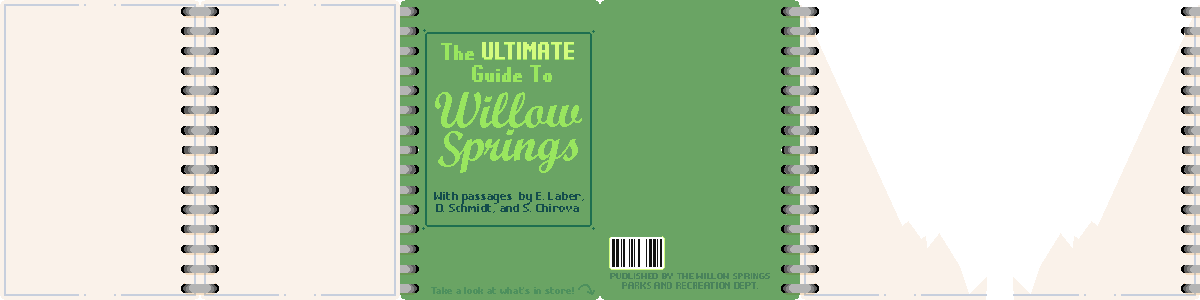 The ULTIMATE
Guide To
Willow
Springs
With passages by E. Laber,
D. Schmidt, and S. Chirova
Take a look at what's in store!
PUBLISHED BY THE WILLOW SPRINGS
PARKS AND RECREATION DEPT.